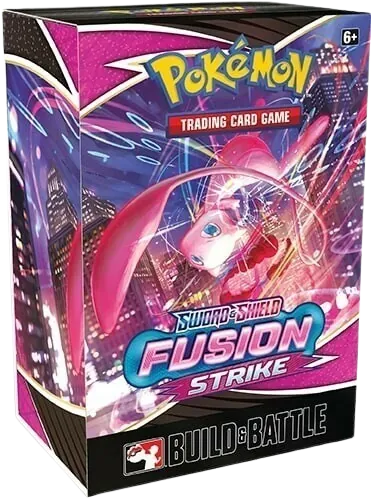 6+
POKéMON
TRADING CARD GAME
SWORD & SHIELD
FUSION
STRIKE
BUILD & BATTLE